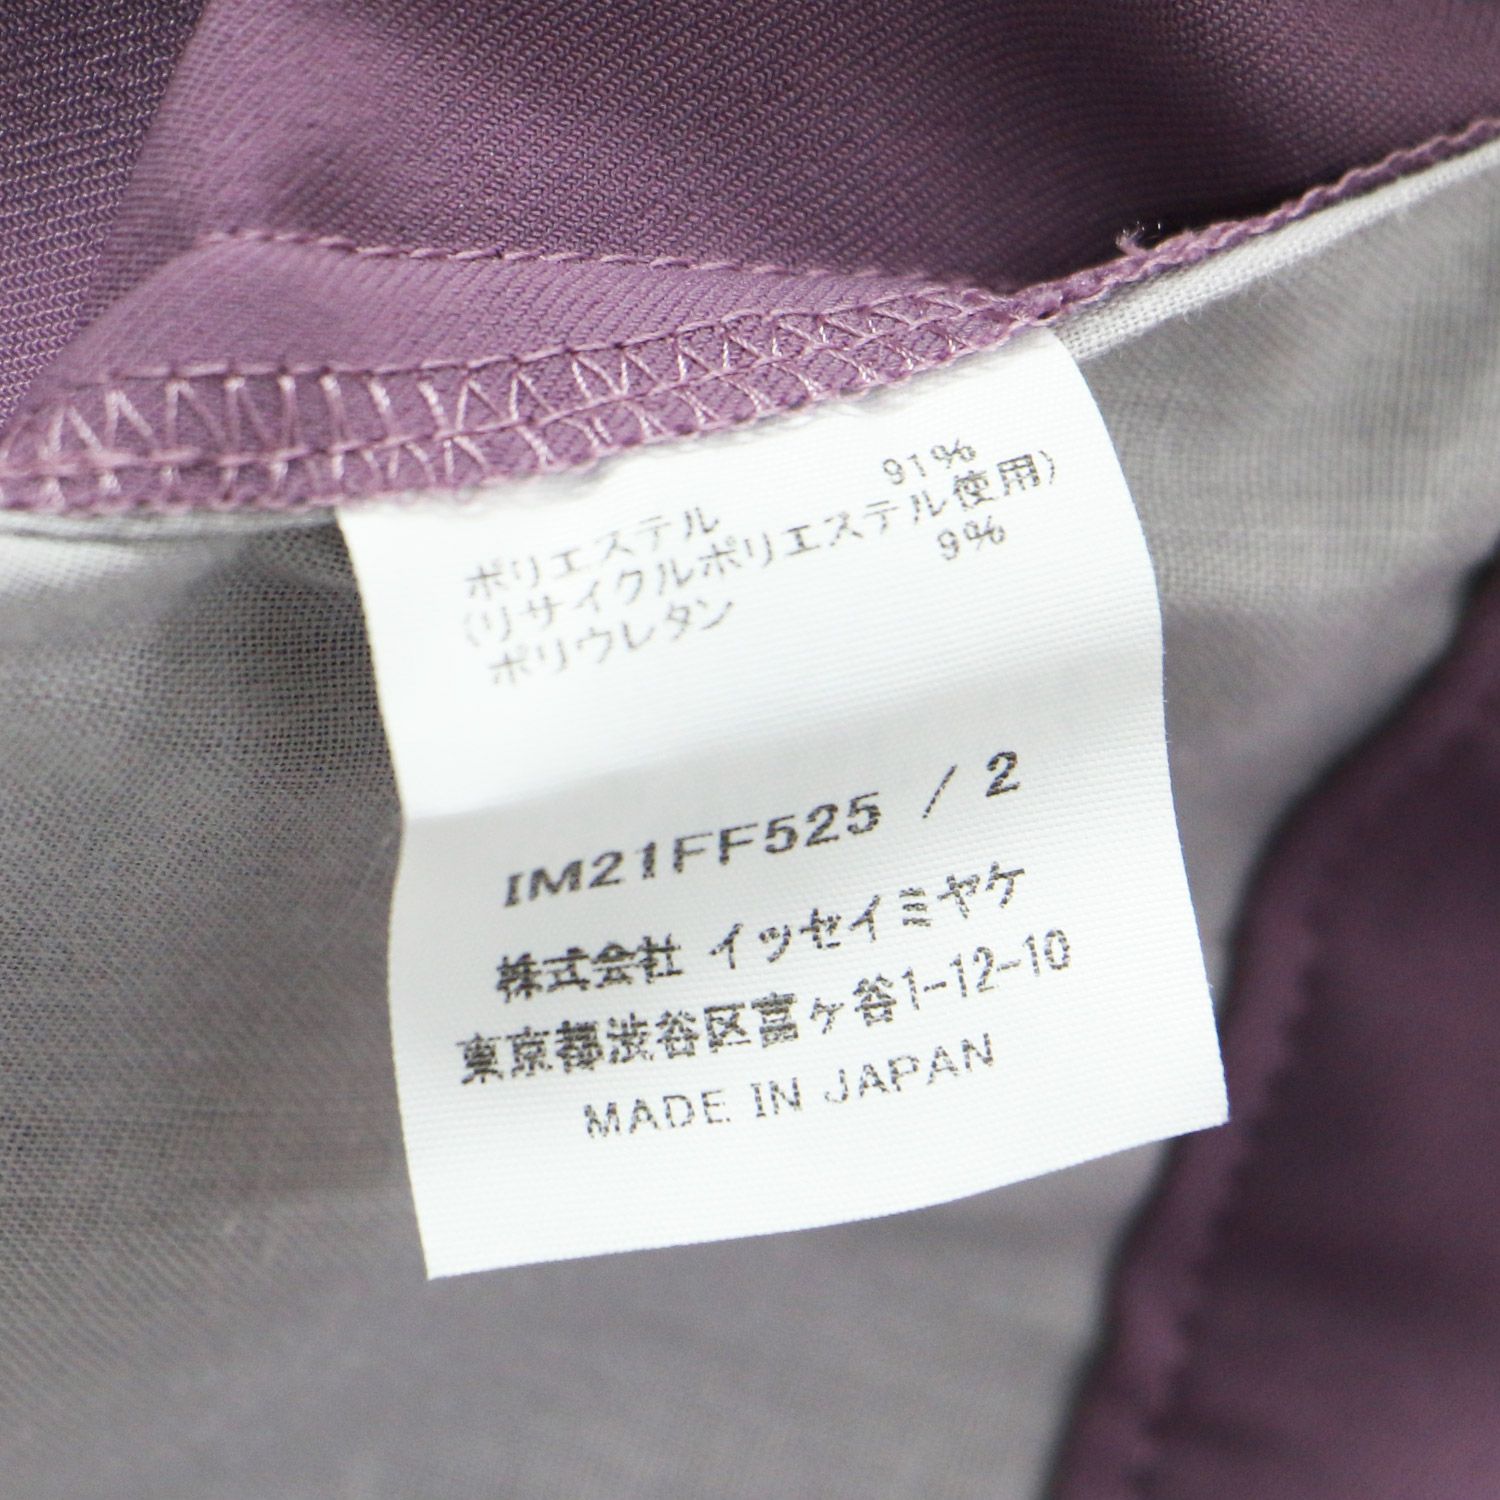 ポリエステル 91%
(リサイクルポリエステル使用)
ポリウレタン 9%
IM21FF525 / 2
株式会社 イッセイミヤケ
東京都渋谷区富ヶ谷1-12-10
MADE IN JAPAN